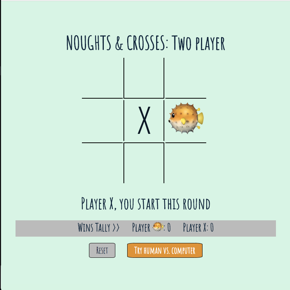 NOUGHTS & CROSSES: Two player
X
Player X, you start this round
Wins Tally >> Player 🐡: 0 Player X: 0
Reset Try human vs. computer